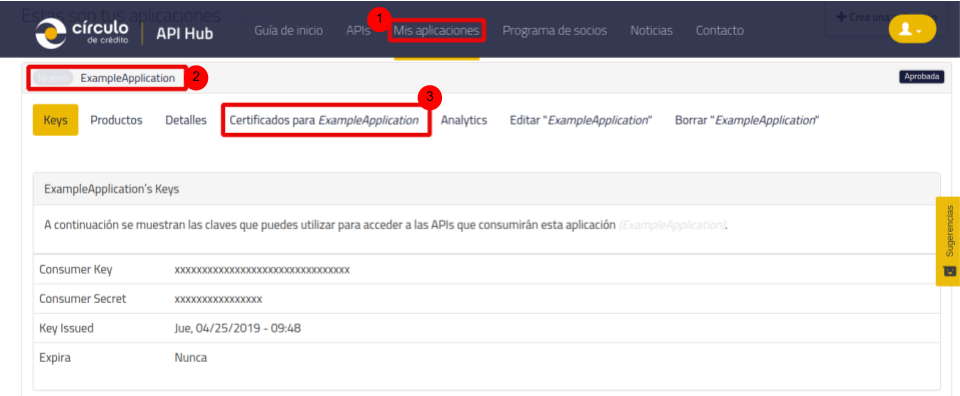 Estas son tus aplicaciones
+ Crea una
círculo
de crédito
API Hub
Guía de inicio
APIs
1
Mis aplicaciones
Programa de socios
Noticias
Contacto
Nuevo
ExampleApplication
2
Aprobada
3
Keys
Productos
Detalles
Certificados para ExampleApplication
Analytics
Editar "ExampleApplication"
Borrar "ExampleApplication"
ExampleApplication's Keys
A continuación se muestran las claves que puedes utilizar para acceder a las APIs que consumirán esta aplicación (ExampleApplication).
Sugerencias
Consumer Key xxxxxxxxxxxxxxxxxxxxxxxxxxxxxxxx
Consumer Secret xxxxxxxxxxxxxxxx
Key Issued Jue, 04/25/2019 - 09:48
Expira Nunca